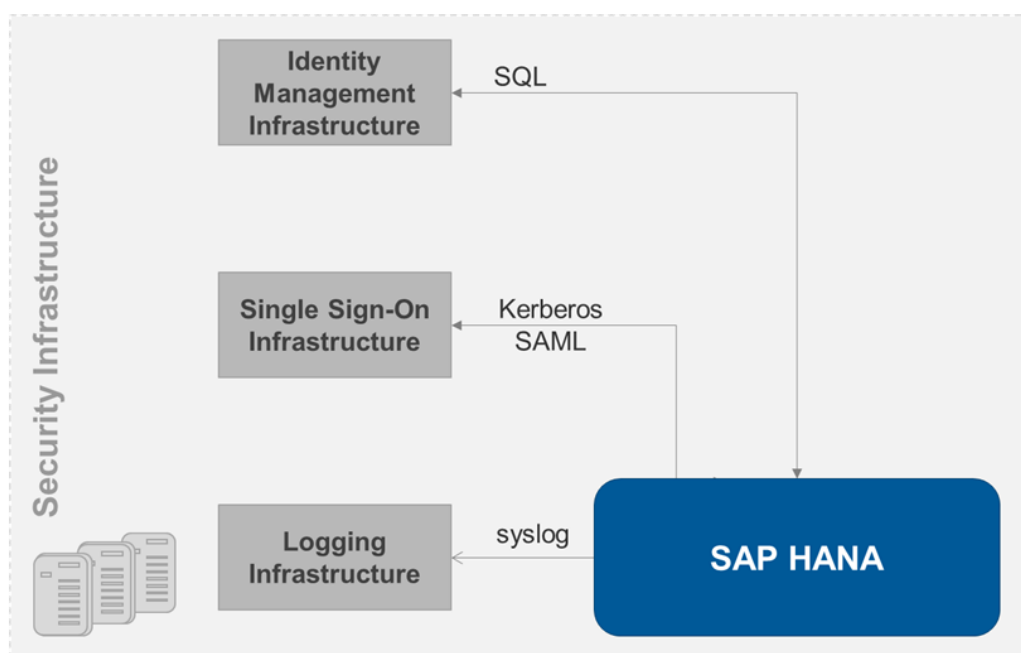 Security Infrastructure
Identity
Management
Infrastructure
SQL
Single Sign-On
Infrastructure
Kerberos
SAML
Logging
Infrastructure
syslog
SAP HANA